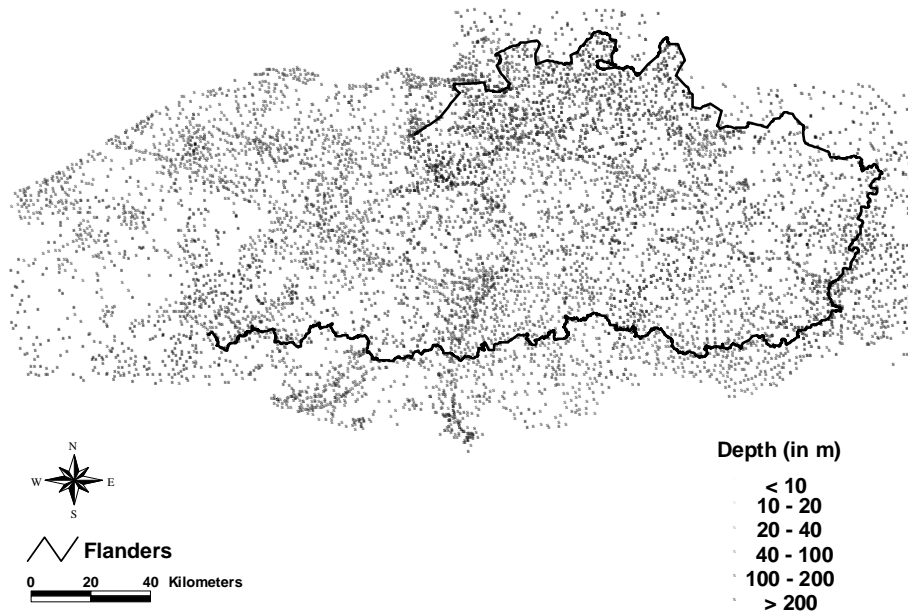 N
W E
S
Flanders
0 20 40 Kilometers
Depth (in m)
< 10
10 - 20
20 - 40
40 - 100
100 - 200
> 200